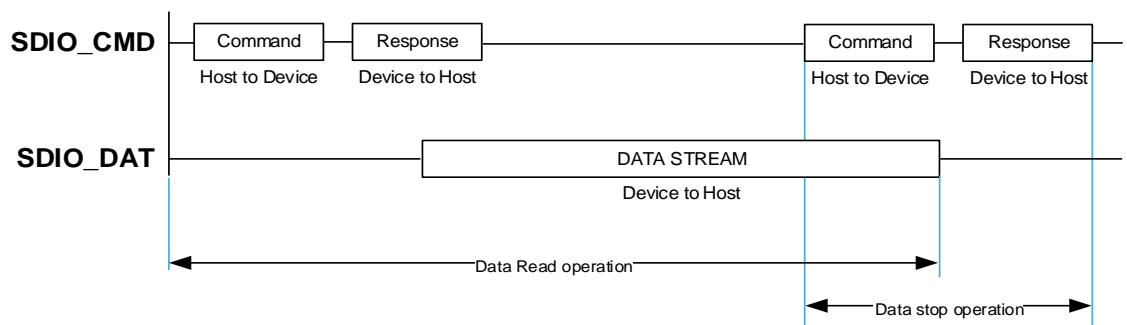 SDIO_CMD Command Response Command Response
Host to Device Device to Host Host to Device Device to Host
SDIO_DAT DATA STREAM
Device to Host
Data Read operation
Data stop operation